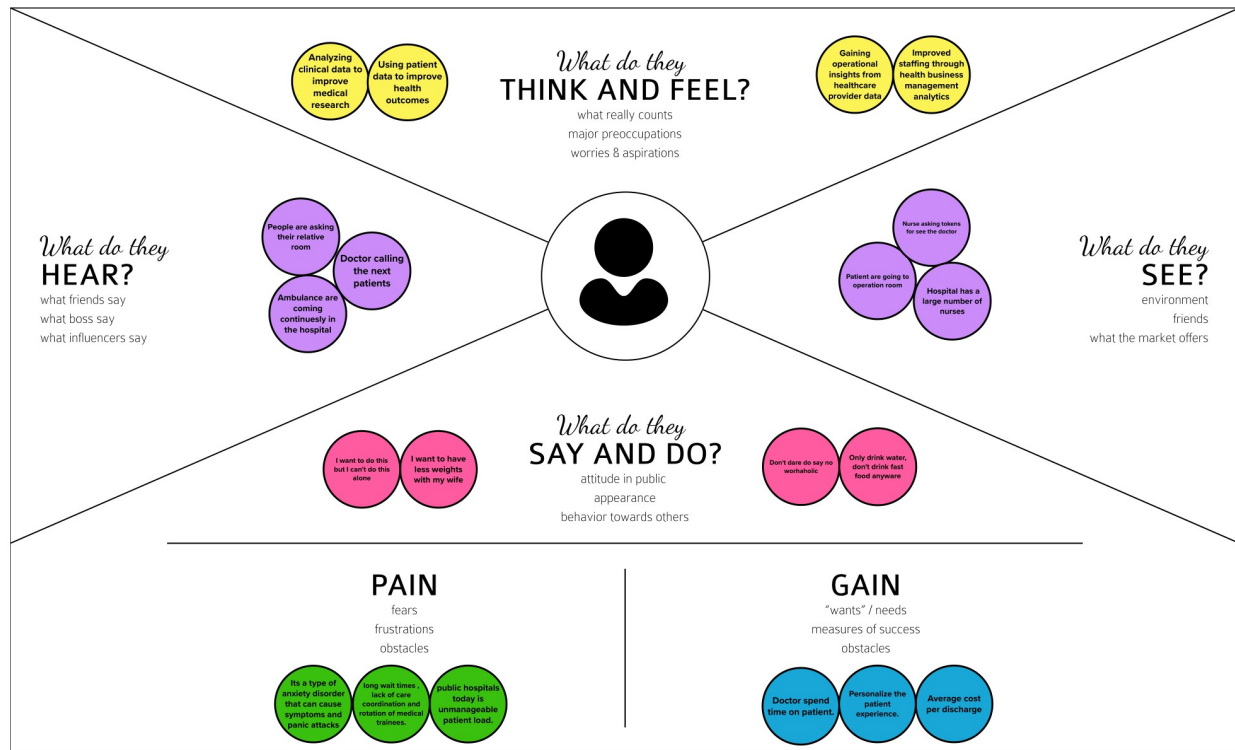 What do they
THINK AND FEEL?
what really counts
major preoccupations
worries & aspirations
Analyzing
clinical data to
improve
medical
research
Using patient
data to improve
health
outcomes
Gaining
operational
insights from
healthcare
provider data
Improved
staffing through
health business
management
analytics
What do they
HEAR?
what friends say
what boss say
what influencers say
People are asking
their relative
room
Doctor calling
the next
patients
Ambulance are
coming
continuesly in
the hospital
Nurse asking tokens
for see the doctor
Patient are going to
operation room
Hospital has a
large number of
nurses
What do they
SEE?
environment
friends
what the market offers
What do they
SAY AND DO?
attitude in public
appearance
behavior towards others
I want to do this
but I can't do this
alone
I want to have
less weights
with my wife
Don't dare do say no
worhaholic
Only drink water,
don't drink fast
food anyware
PAIN
fears
frustrations
obstacles
Its a type of
anxiety disorder
that can cause
symptoms and
panic attacks
long wait times ,
lack of care
coordination and
rotation of medical
trainees.
public hospitals
today is
unmanageable
patient load.
GAIN
"wants" / needs
measures of success
obstacles
Doctor spend
time on patient.
Personalize the
patient
experience.
Average cost
per discharge